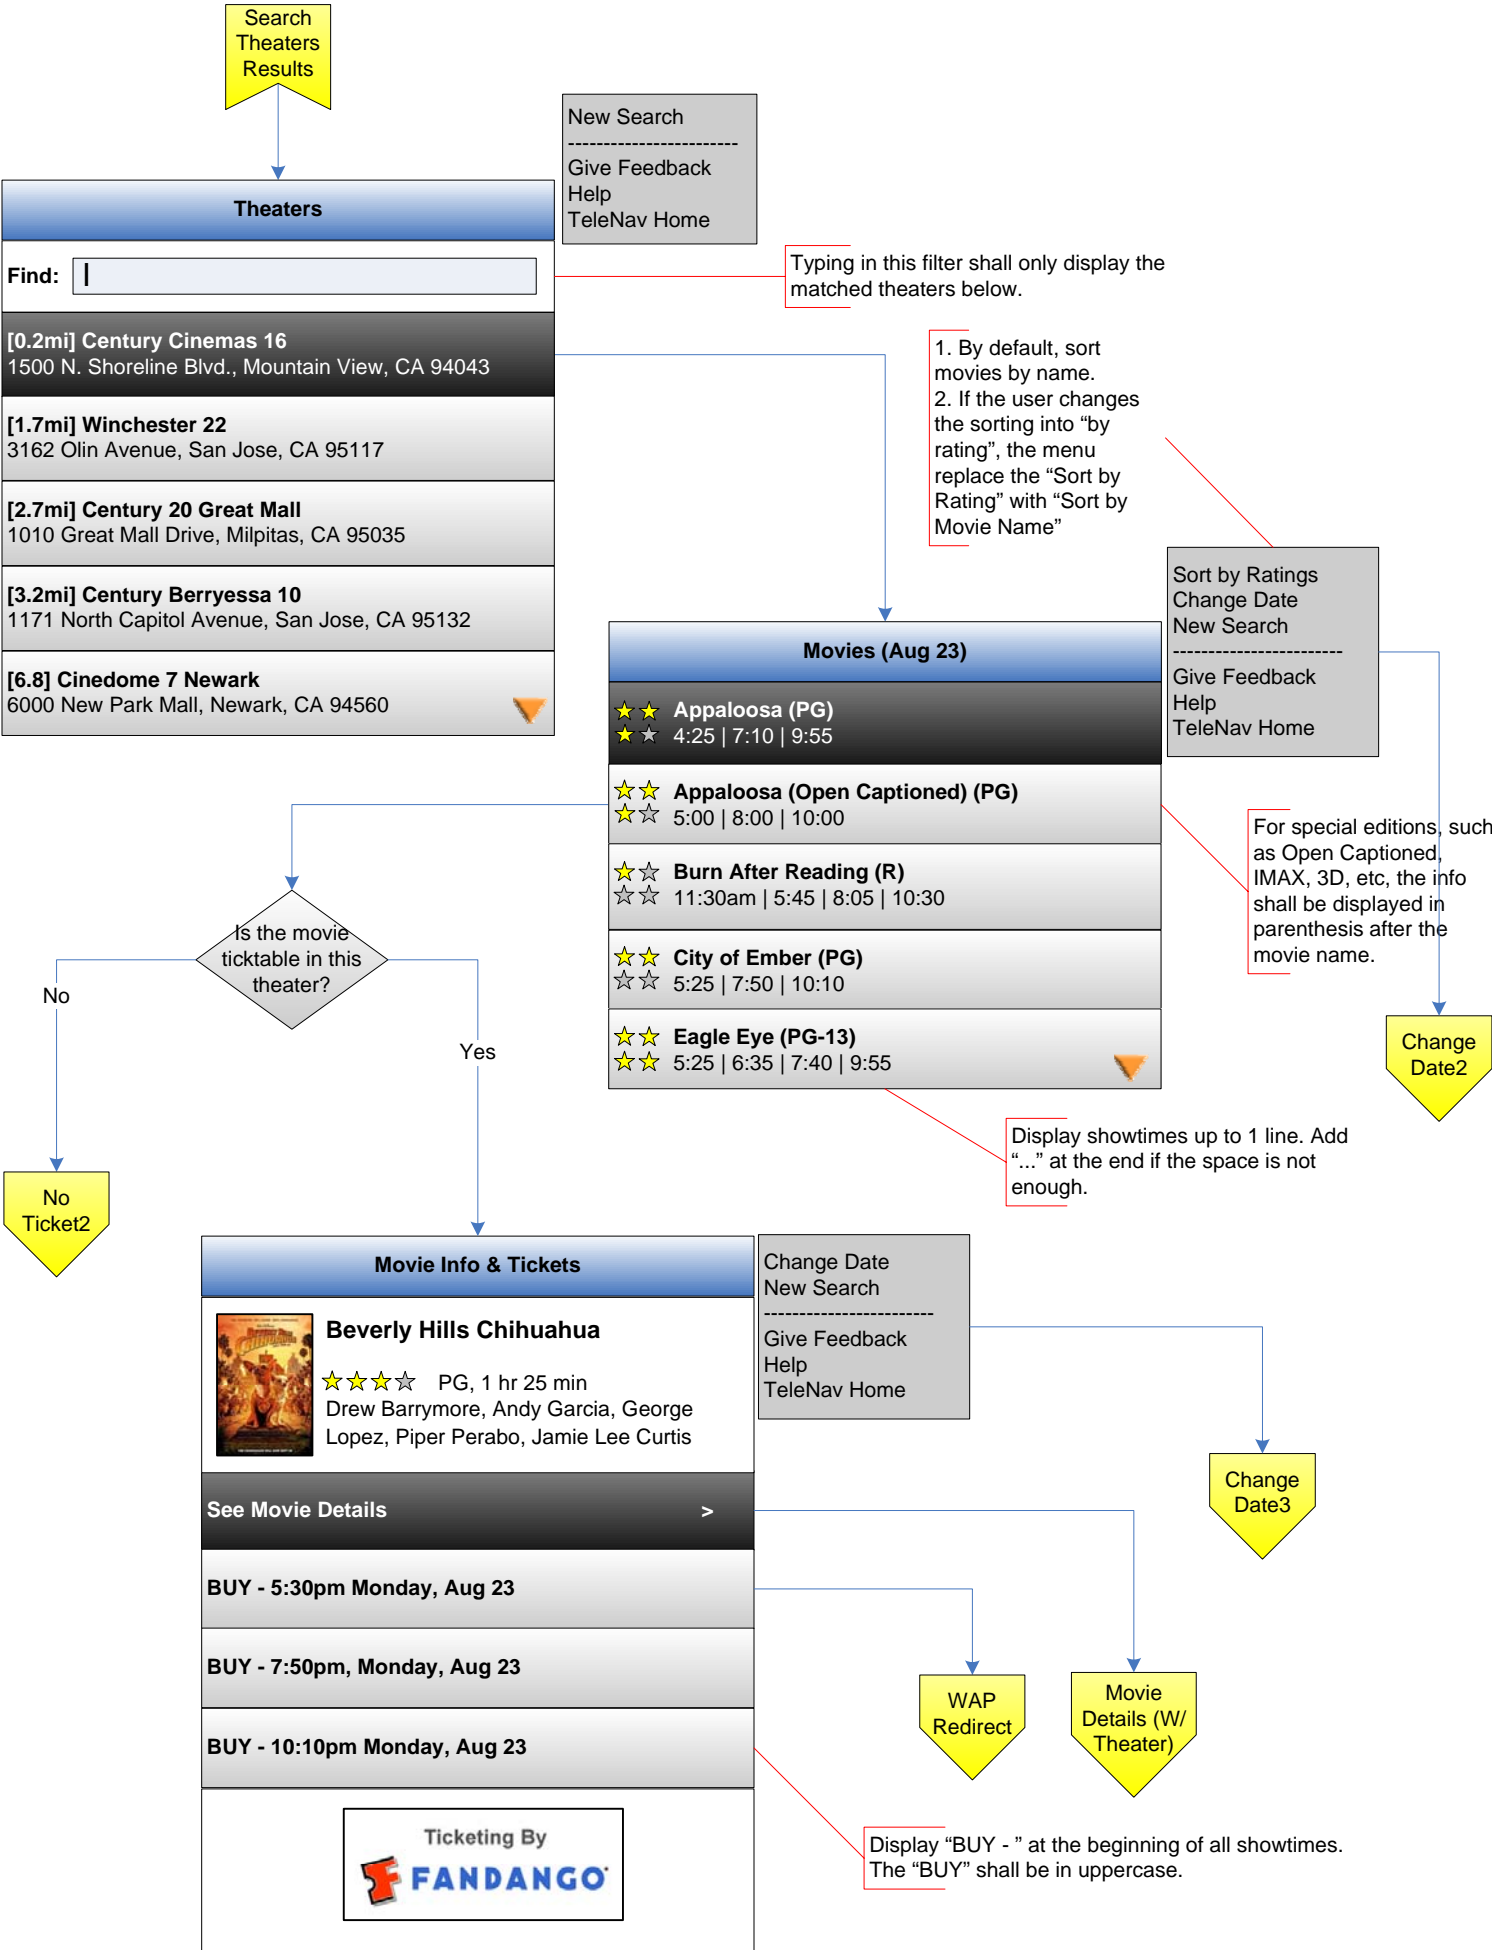 Search
Theaters
Results
New Search
------------------------
Give Feedback
Help
TeleNav Home
Theaters
Find:
Typing in this filter shall only display the
matched theaters below.
[0.2mi] Century Cinemas 16
1500 N. Shoreline Blvd., Mountain View, CA 94043
[1.7mi] Winchester 22
3162 Olin Avenue, San Jose, CA 95117
[2.7mi] Century 20 Great Mall
1010 Great Mall Drive, Milpitas, CA 95035
[3.2mi] Century Berryessa 10
1171 North Capitol Avenue, San Jose, CA 95132
[6.8] Cinedome 7 Newark
6000 New Park Mall, Newark, CA 94560
1. By default, sort
movies by name.
2. If the user changes
the sorting into “by
rating”, the menu
replace the “Sort by
Rating” with “Sort by
Movie Name”
Sort by Ratings
Change Date
New Search
------------------------
Give Feedback
Help
TeleNav Home
Movies (Aug 23)
Appaloosa (PG)
4:25 | 7:10 | 9:55
Appaloosa (Open Captioned) (PG)
5:00 | 8:00 | 10:00
Burn After Reading (R)
11:30am | 5:45 | 8:05 | 10:30
City of Ember (PG)
5:25 | 7:50 | 10:10
Eagle Eye (PG-13)
5:25 | 6:35 | 7:40 | 9:55
For special editions, such
as Open Captioned,
IMAX, 3D, etc, the info
shall be displayed in
parenthesis after the
movie name.
Is the movie
ticktable in this
theater?
No
Yes
Change
Date2
Display showtimes up to 1 line. Add
“...” at the end if the space is not
enough.
No
Ticket2
Movie Info & Tickets
Change Date
New Search
------------------------
Give Feedback
Help
TeleNav Home
Beverly Hills Chihuahua
PG, 1 hr 25 min
Drew Barrymore, Andy Garcia, George
Lopez, Piper Perabo, Jamie Lee Curtis
Change
Date3
See Movie Details >
BUY - 5:30pm Monday, Aug 23
BUY - 7:50pm, Monday, Aug 23
BUY - 10:10pm Monday, Aug 23
WAP
Redirect
Movie
Details (W/
Theater)
Display “BUY - ” at the beginning of all showtimes.
The “BUY” shall be in uppercase.
Ticketing By
FANDANGO